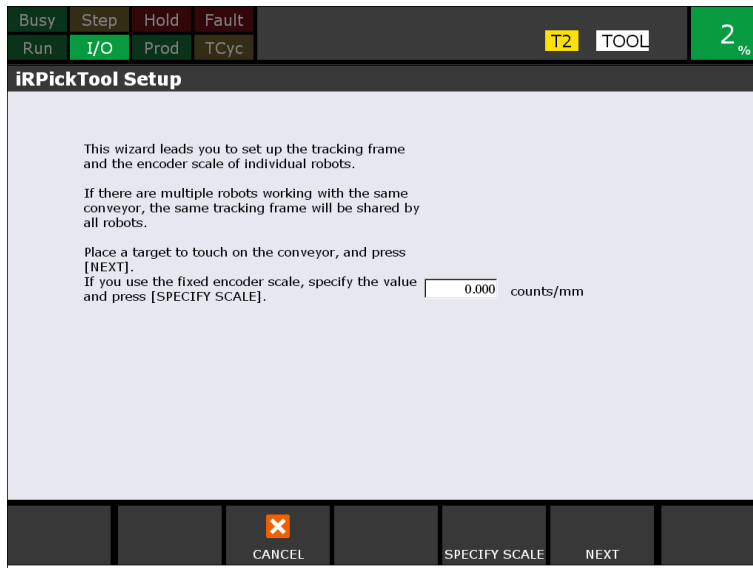 Busy Step Hold Fault
Run I/O Prod TCyc
T2 TOOL
2 %
iRPickTool Setup
This wizard leads you to set up the tracking frame
and the encoder scale of individual robots.
If there are multiple robots working with the same
conveyor, the same tracking frame will be shared by
all robots.
Place a target to touch on the conveyor, and press
[NEXT].
If you use the fixed encoder scale, specify the value
and press [SPECIFY SCALE].
0.000 counts/mm
CANCEL SPECIFY SCALE NEXT